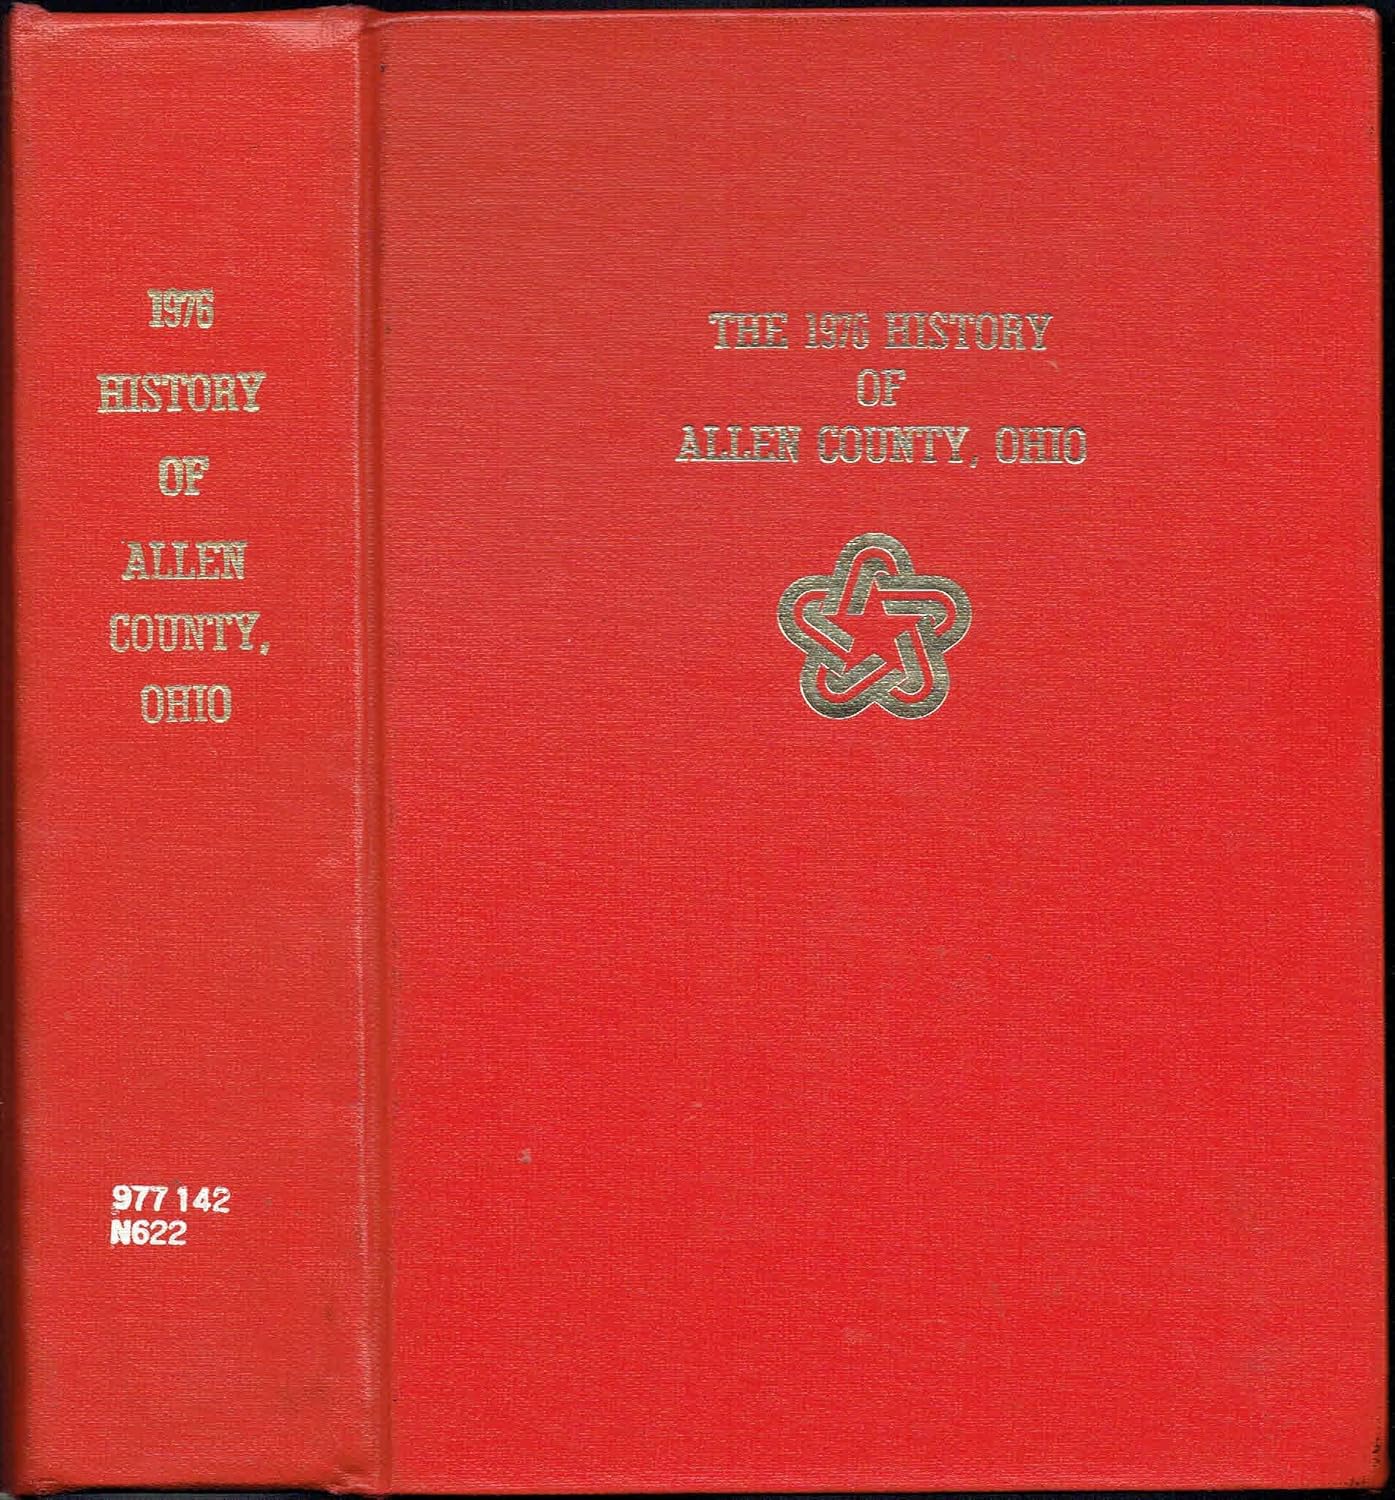 1976
HISTORY
OF
ALLEN
COUNTY,
OHIO
977 142
N622
THE 1976 HISTORY
OF
ALLEN COUNTY, OHIO